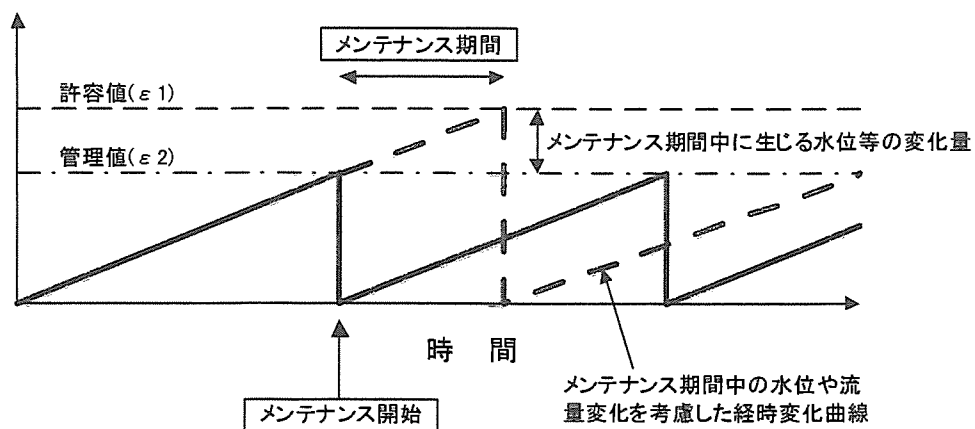 メンテナンス期間
許容値(ε1)
メンテナンス期間中に生じる水位等の変化量
管理値(ε2)
時 間
メンテナンス開始
メンテナンス期間中の水位や流
量変化を考慮した経時変化曲線